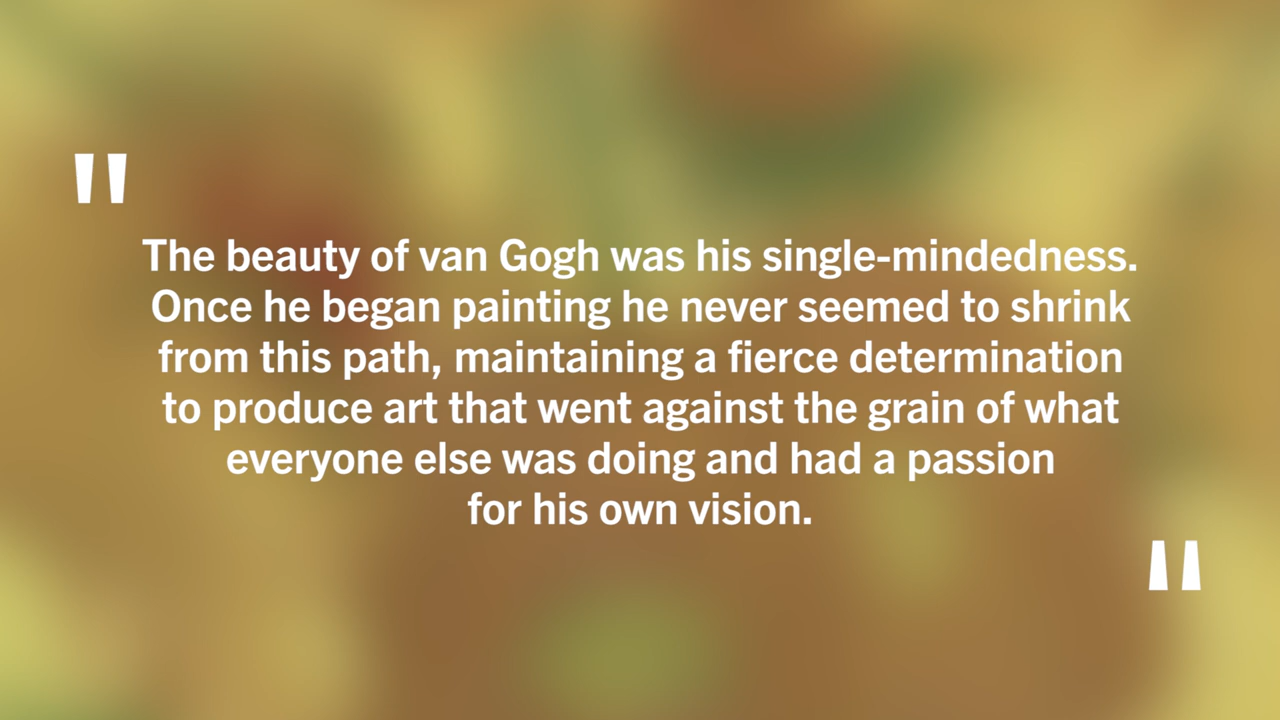 "
The beauty of van Gogh was his single-mindedness.
Once he began painting he never seemed to shrink
from this path, maintaining a fierce determination
to produce art that went against the grain of what
everyone else was doing and had a passion
for his own vision.
"